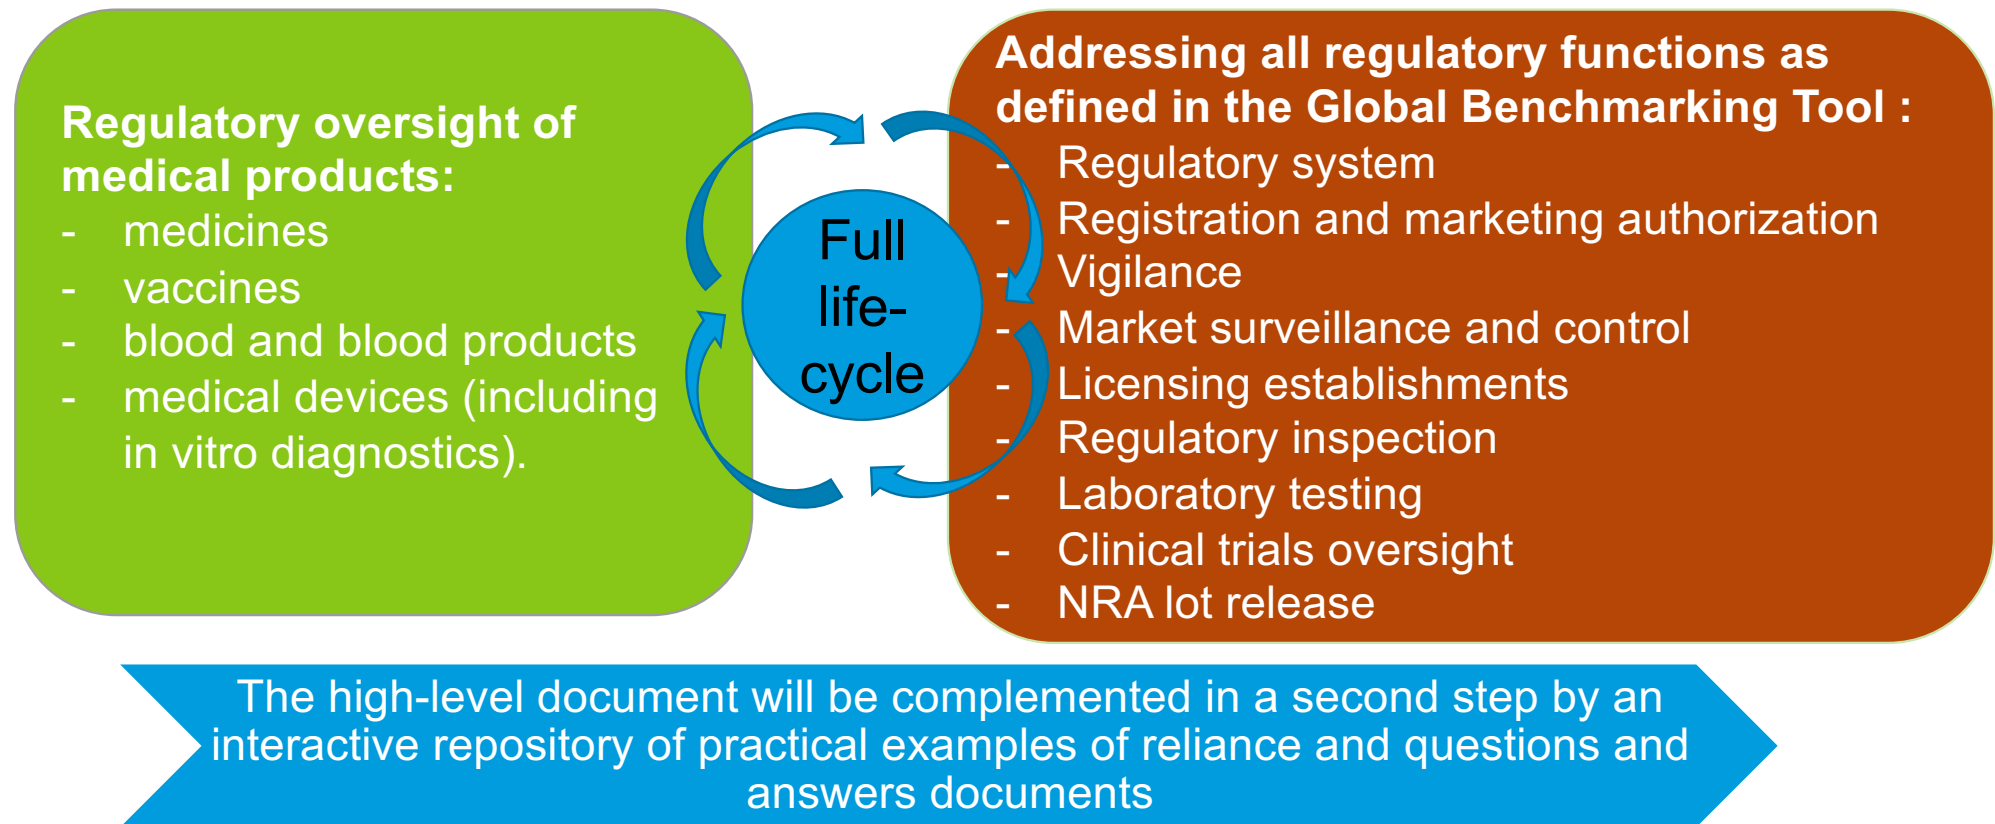 Regulatory oversight of
medical products:
- medicines
- vaccines
- blood and blood products
- medical devices (including
in vitro diagnostics).
Full
life-
cycle
Addressing all regulatory functions as
defined in the Global Benchmarking Tool :
- Regulatory system
- Registration and marketing authorization
- Vigilance
- Market surveillance and control
- Licensing establishments
- Regulatory inspection
- Laboratory testing
- Clinical trials oversight
- NRA lot release
The high-level document will be complemented in a second step by an
interactive repository of practical examples of reliance and questions and
answers documents